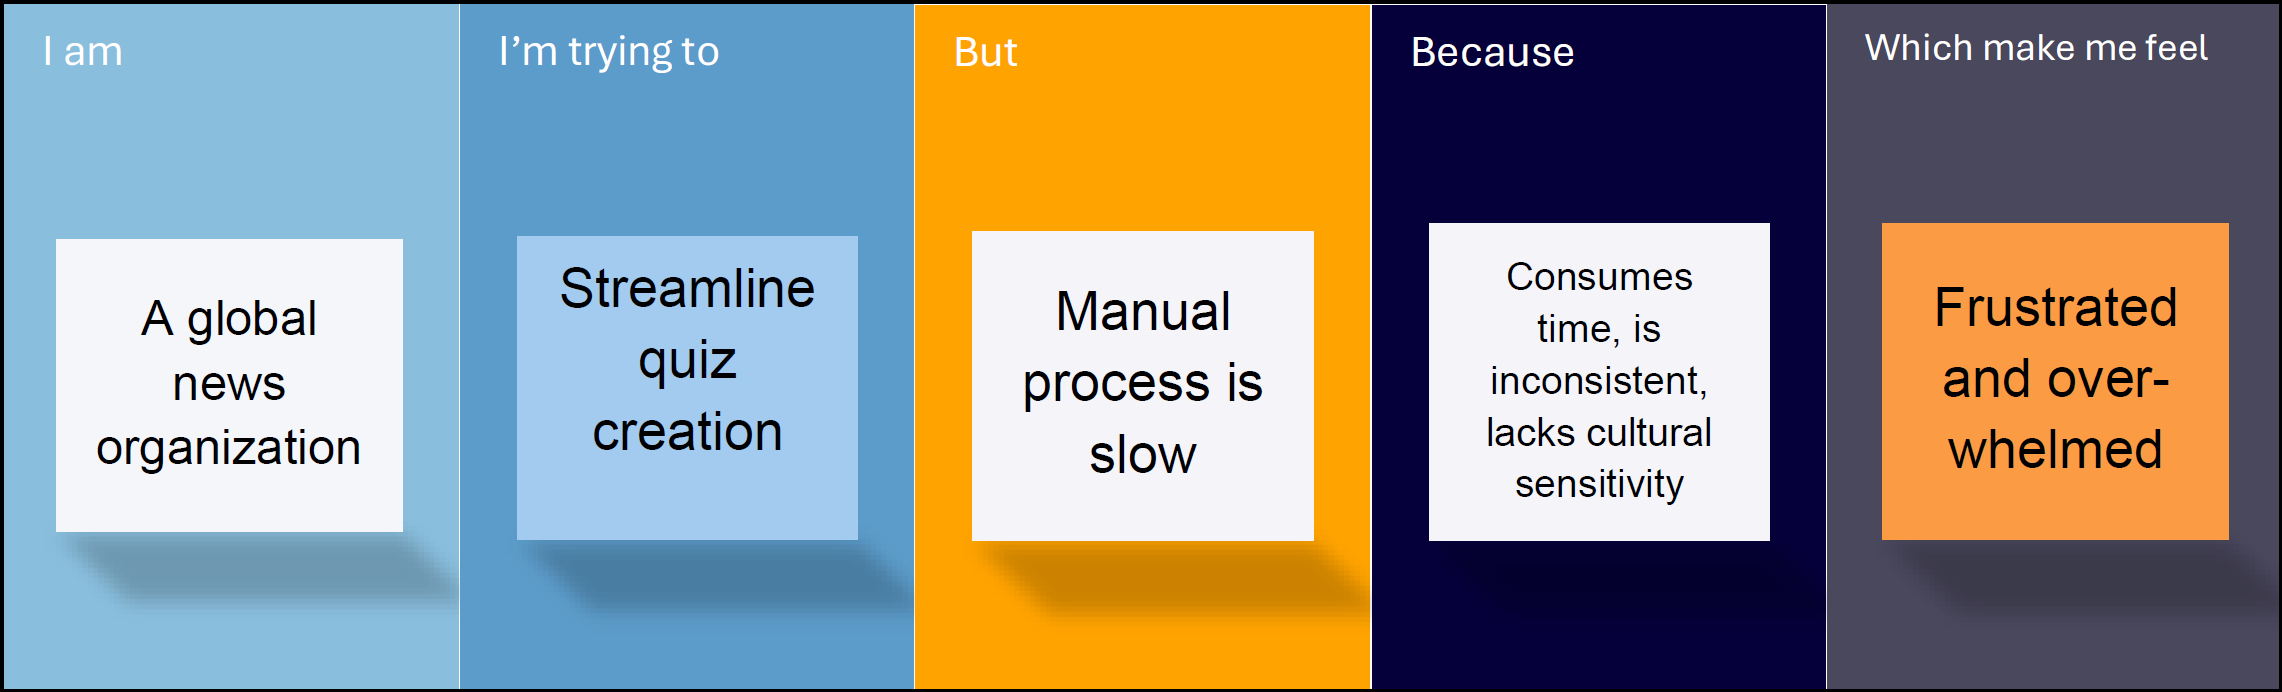 I am
A global
news
organization
I’m trying to
Streamline
quiz
creation
But
Manual
process is
slow
Because
Consumes
time, is
inconsistent,
lacks cultural
sensitivity
Which make me feel
Frustrated
and over-
whelmed